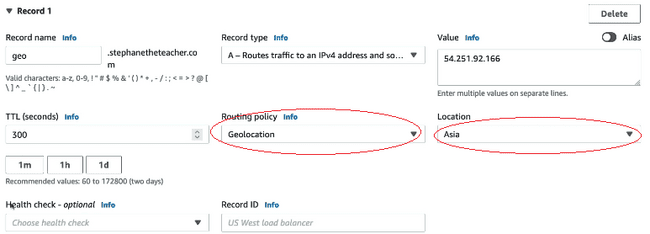 ▼ Record 1
Delete
Record name Info
geo
.stephanetheteacher.co
m
Valid characters: a-z, 0-9, ! " # $ % & ' ( ) * + , - / : ; < = > ? @ [
\ ] ^ _ ` { | } . ~
Record type Info
A – Routes traffic to an IPv4 address and so...
Value Info
Alias
54.251.92.166
Enter multiple values on separate lines.
TTL (seconds) Info
300
1m 1h 1d
Recommended values: 60 to 172800 (two days)
Routing policy Info
Geolocation
Location
Asia
Health check - optional Info
Choose health check
Record ID Info
US West load balancer